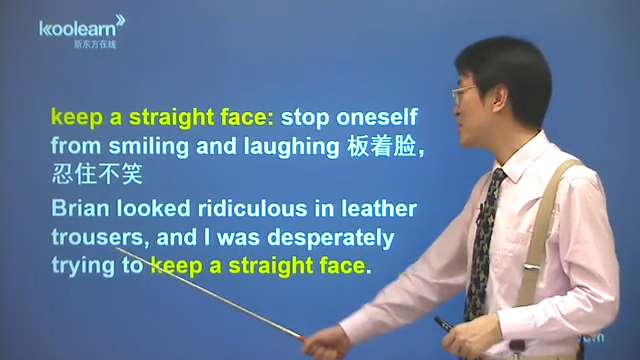 koolearn
新东方在线
keep a straight face: stop oneself
from smiling and laughing 板着脸,
忍住不笑
Brian looked ridiculous in leather
trousers, and I was desperately
trying to keep a straight face.